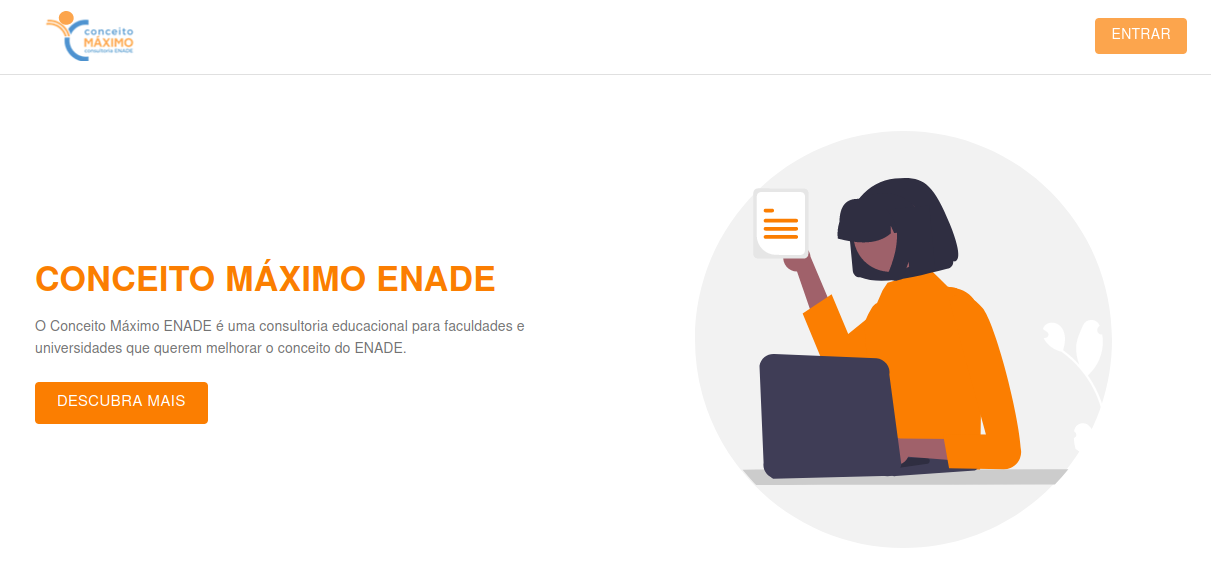 conceito
MÁXIMO
consultoria ENADE
ENTRAR
CONCEITO MÁXIMO ENADE
O Conceito Máximo ENADE é uma consultoria educacional para faculdades e
universidades que querem melhorar o conceito do ENADE.
DESCUBRA MAIS